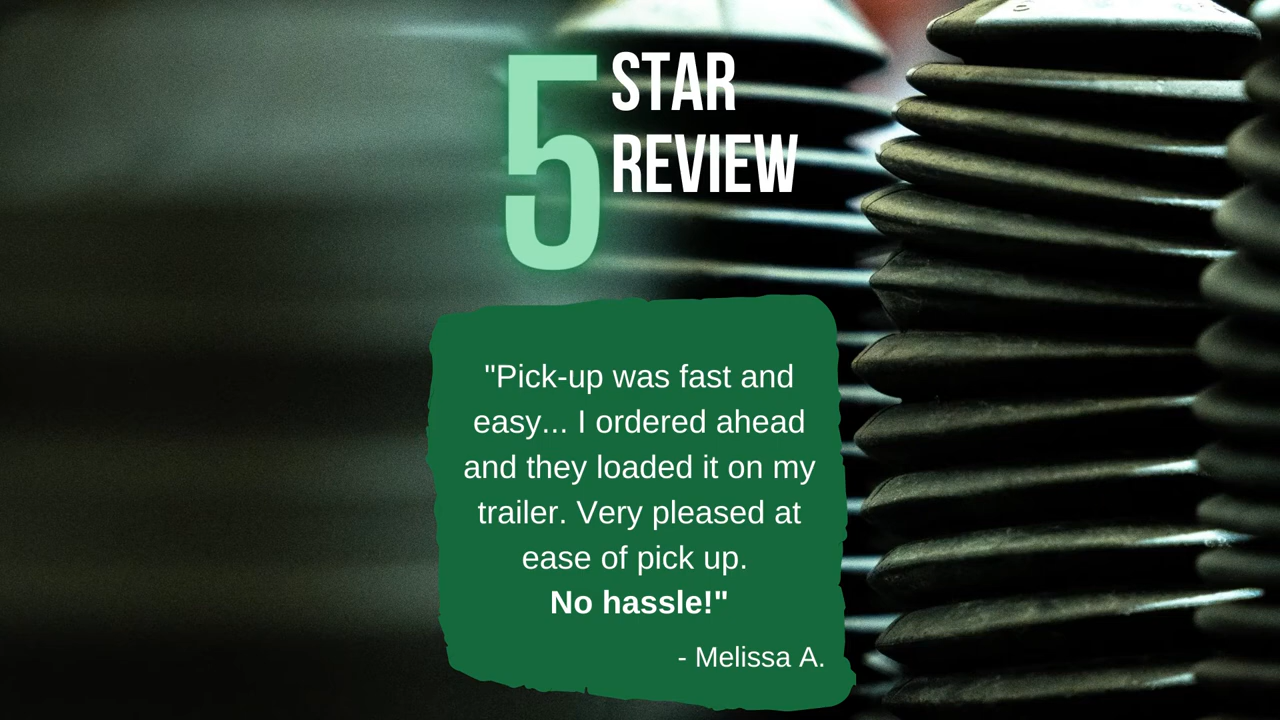 5 STAR
REVIEW
"Pick-up was fast and
easy... I ordered ahead
and they loaded it on my
trailer. Very pleased at
ease of pick up.
No hassle!"
- Melissa A.